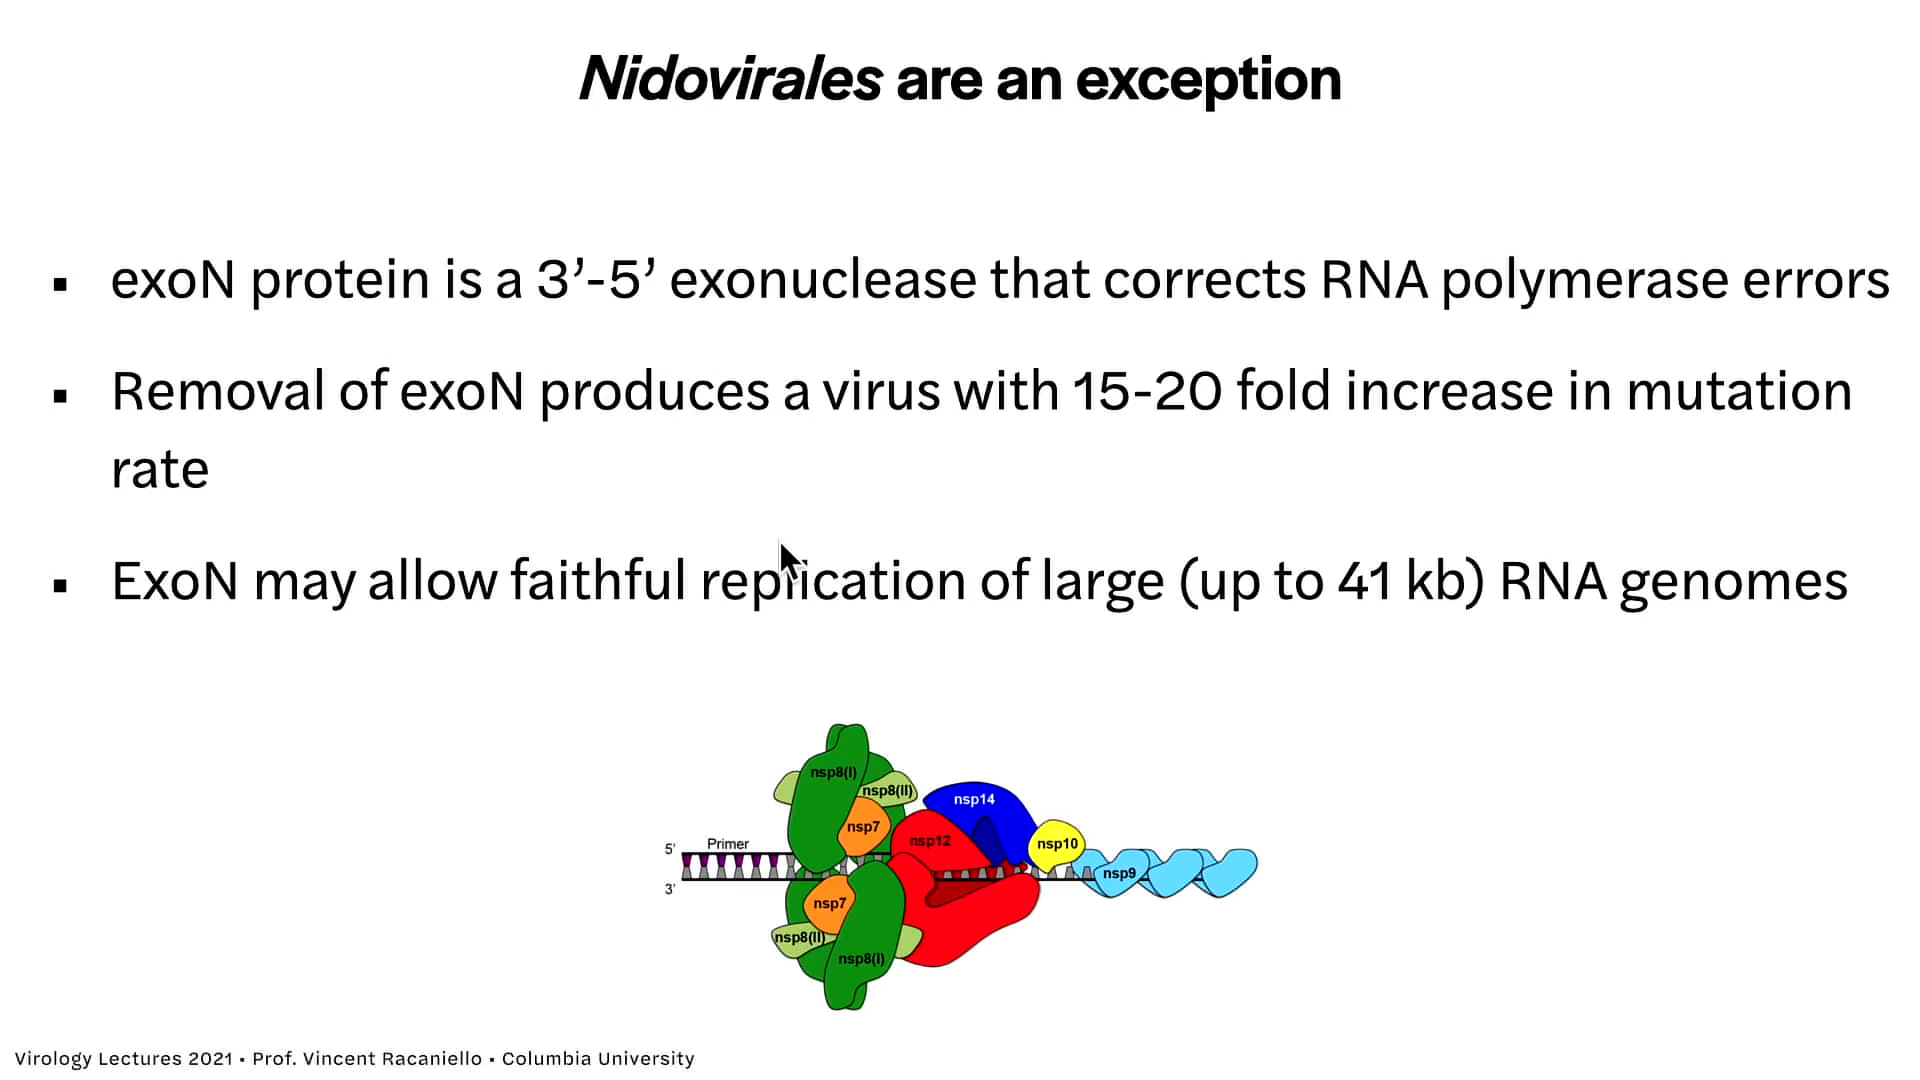 Nidovirales are an exception
▪ exoN protein is a 3’-5’ exonuclease that corrects RNA polymerase errors
▪ Removal of exoN produces a virus with 15-20 fold increase in mutation
rate
▪ ExoN may allow faithful replication of large (up to 41 kb) RNA genomes
nsp8(I)
nsp8(II)
nsp14
nsp7
nsp12
5' Primer
nsp10
nsp9
3'
nsp7
nsp8(II)
nsp8(I)
Virology Lectures 2021 • Prof. Vincent Racaniello • Columbia University